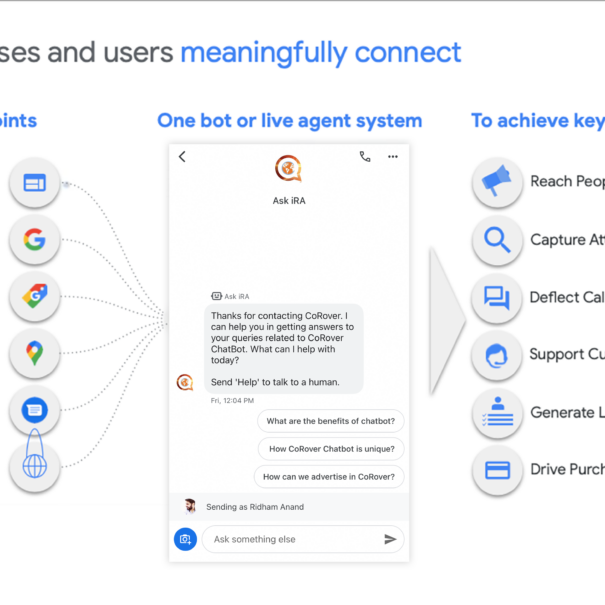 ses and users meaningfully connect
oints
One bot or live agent system
To achieve key
Ask iRA
Ask iRA
Thanks for contacting CoRover. I
can help you in getting answers to
your queries related to CoRover
ChatBot. What can I help with
today?
Send 'Help' to talk to a human.
Fri, 12:04 PM
What are the benefits of chatbot?
How CoRover Chatbot is unique?
How can we advertise in CoRover?
Sending as Ridham Anand
Ask something else
Reach Peop
Capture Att
Deflect Cal
Support Cu
Generate L
Drive Purch